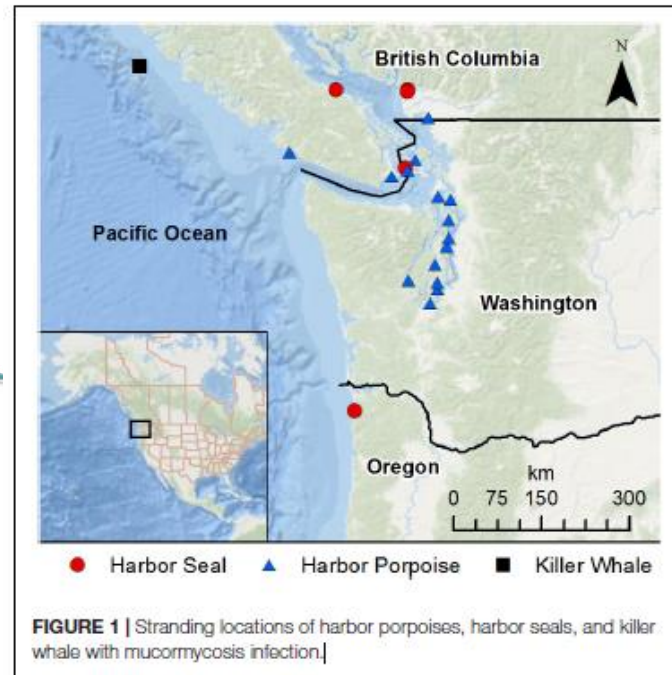 British Columbia
N
Pacific Ocean
Washington
Oregon
km
0 75 150 300
Harbor Seal Harbor Porpoise Killer Whale
FIGURE 1 | Stranding locations of harbor porpoises, harbor seals, and killer
whale with mucormycosis infection.